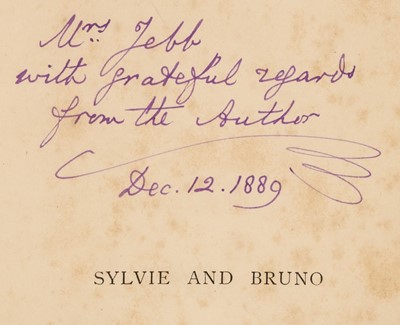 Mrs. Jebb,
with grateful regards
from the Author
Dec. 12. 1889
SYLVIE AND BRUNO